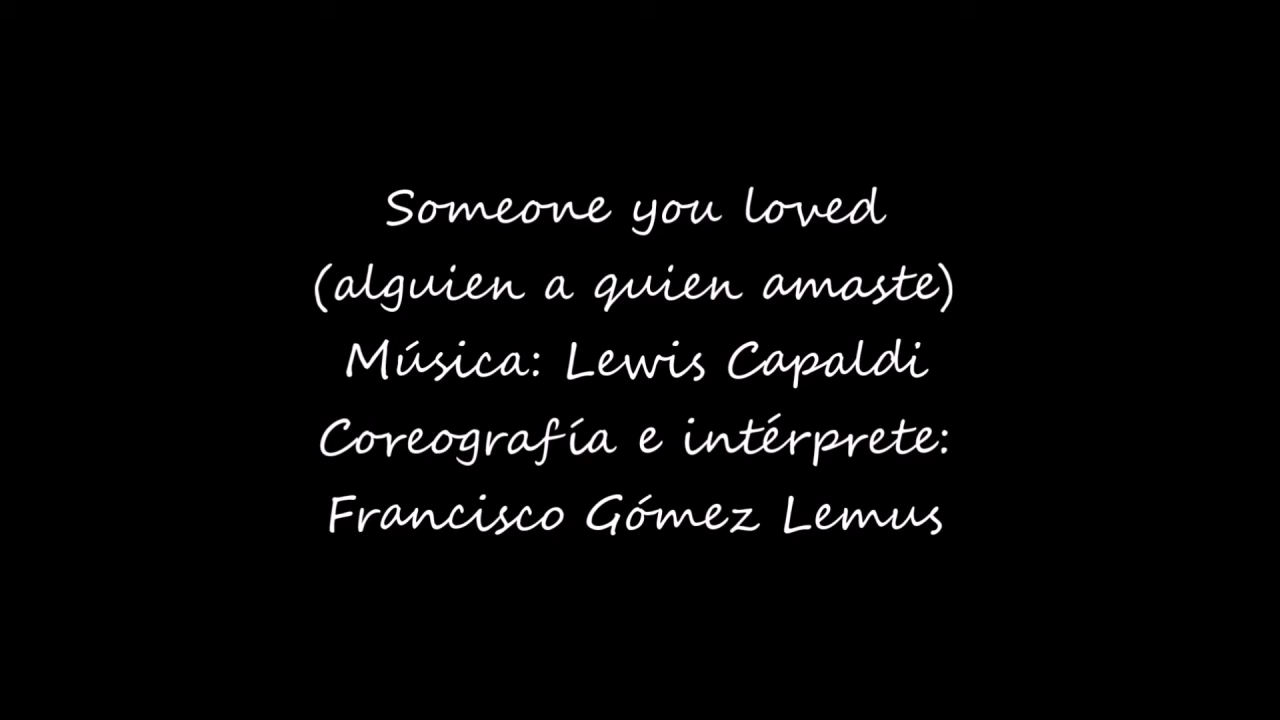 Someone you loved
(alguien a quien amaste)
Música: Lewis Capaldi
Coreografía e intérprete:
Francisco Gómez Lemus